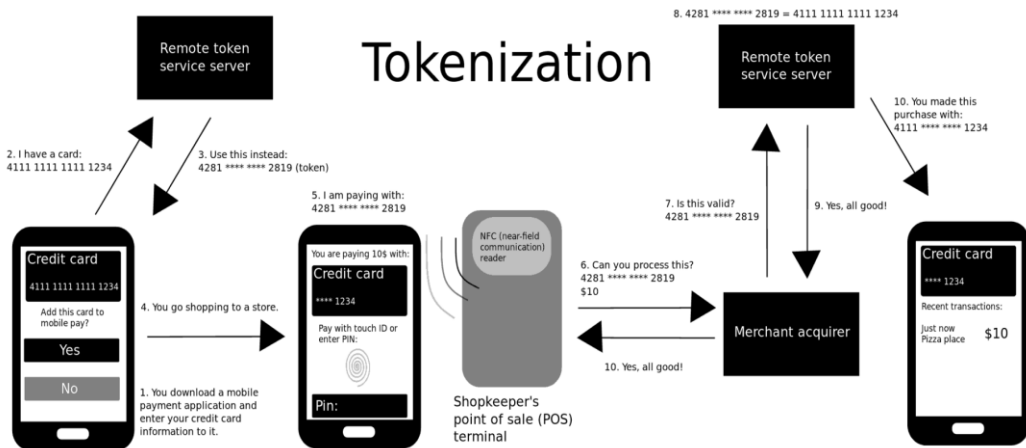 Tokenization
Remote token
service server
2. I have a card:
4111 1111 1111 1234
3. Use this instead:
4281 **** **** 2819 (token)
Credit card
4111 1111 1111 1234
Add this card to
mobile pay?
Yes
No
1. You download a mobile
payment application and
enter your credit card
information to it.
4. You go shopping to a store.
5. I am paying with:
4281 **** **** 2819
You are paying 10$ with:
Credit card
**** 1234
Pay with touch ID or
enter PIN:
Pin:
NFC (near-field
communication)
reader
Shopkeeper's
point of sale (POS)
terminal
6. Can you process this?
4281 **** **** 2819
$10
10. Yes, all good!
Merchant acquirer
7. Is this valid?
4281 **** **** 2819
8. 4281 **** **** 2819 = 4111 1111 1111 1234
Remote token
service server
9. Yes, all good!
10. You made this
purchase with:
4111 **** **** 1234
Credit card
**** 1234
Recent transactions:
Just now
Pizza place
$10